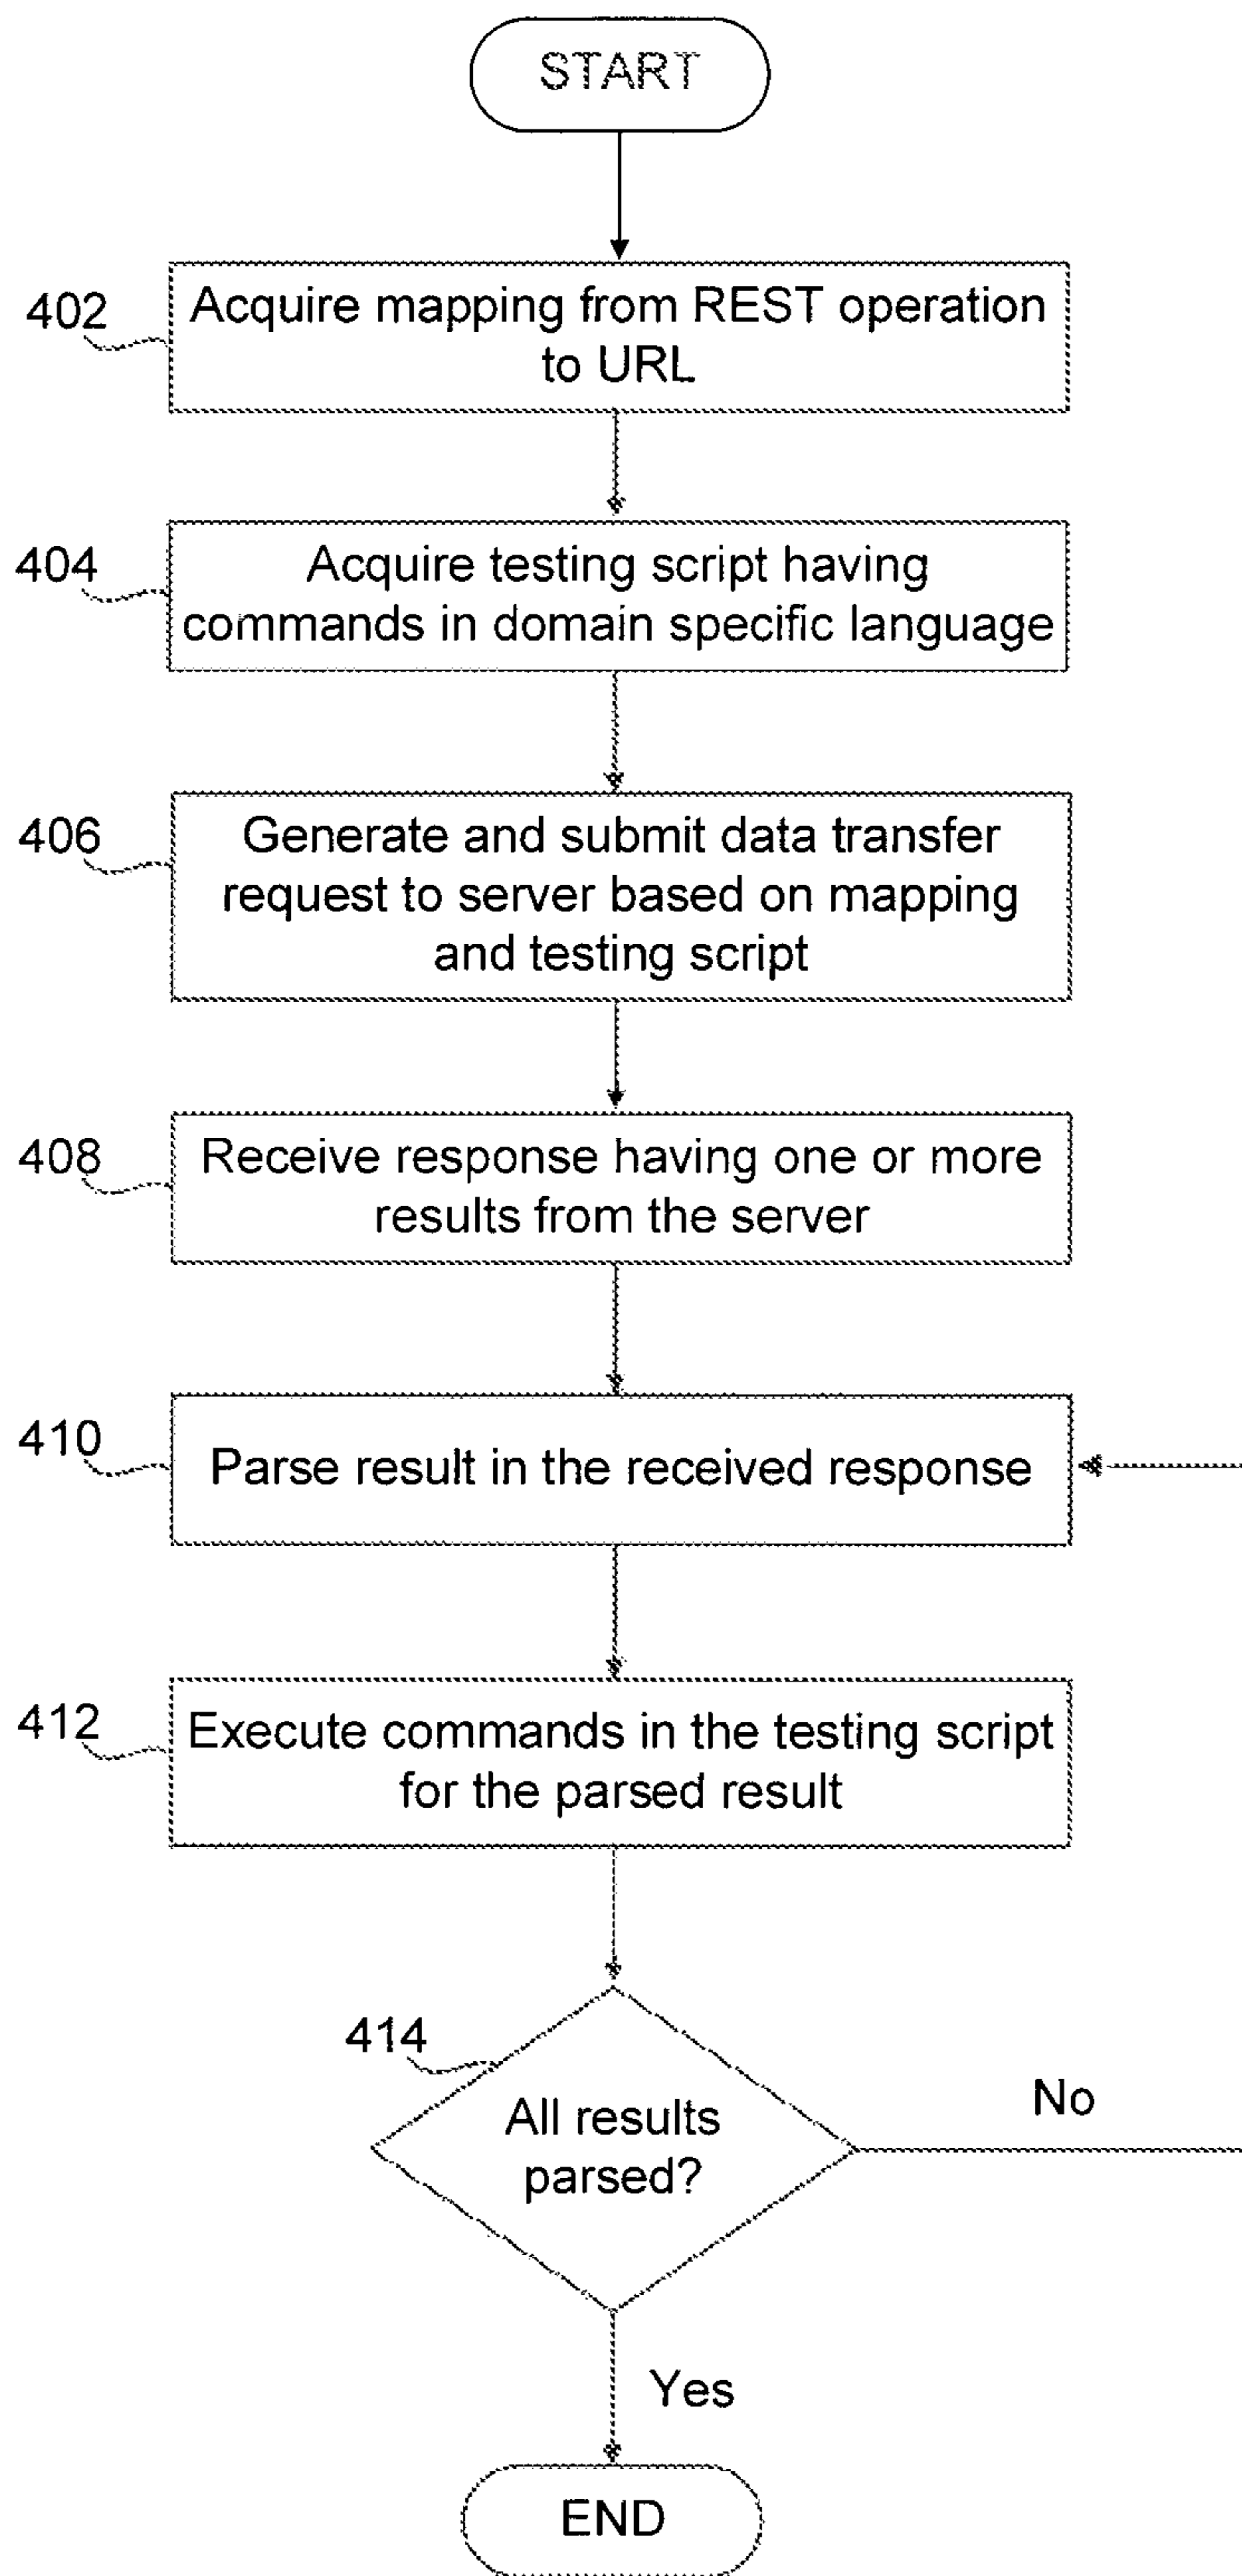 START
402
Acquire mapping from REST operation
to URL
404
Acquire testing script having
commands in domain specific language
406
Generate and submit data transfer
request to server based on mapping
and testing script
408
Receive response having one or more
results from the server
410
Parse result in the received response
412
Execute commands in the testing script
for the parsed result
414
All results
parsed?
No
Yes
END